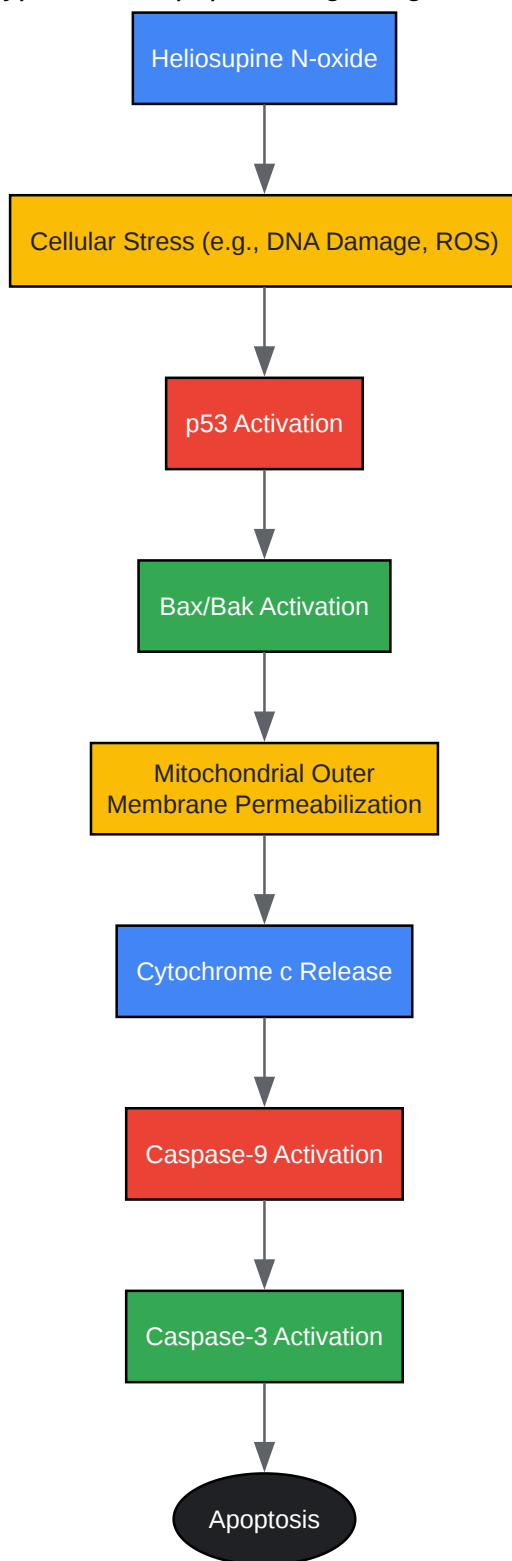 Heliosupine N-oxide
Cellular Stress (e.g., DNA Damage, ROS)
p53 Activation
Bax/Bak Activation
Mitochondrial Outer
Membrane Permeabilization
Cytochrome c Release
Caspase-9 Activation
Caspase-3 Activation
Apoptosis